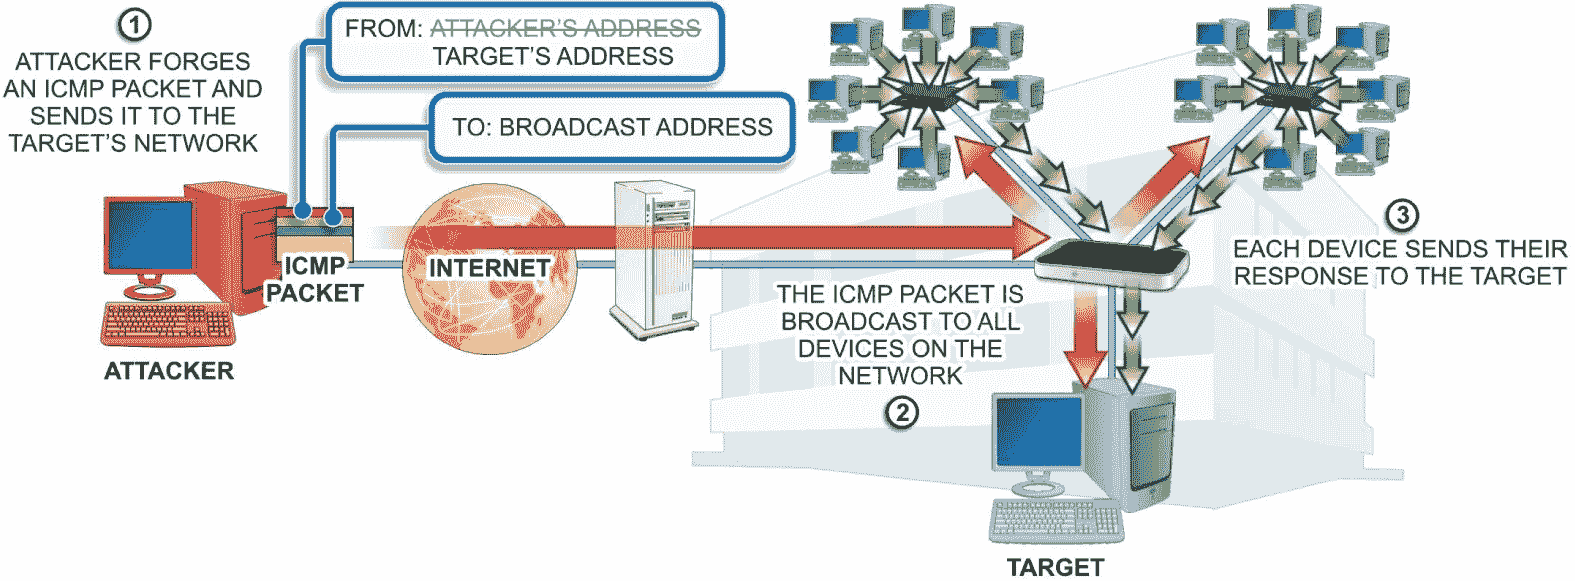 1
ATTACKER FORGES
AN ICMP PACKET AND
SENDS IT TO THE
TARGET'S NETWORK
FROM: ATTACKER'S ADDRESS
TARGET'S ADDRESS
TO: BROADCAST ADDRESS
ICMP
PACKET
INTERNET
ATTACKER
THE ICMP PACKET IS
BROADCAST TO ALL
DEVICES ON THE
NETWORK
2
3
EACH DEVICE SENDS THEIR
RESPONSE TO THE TARGET
TARGET